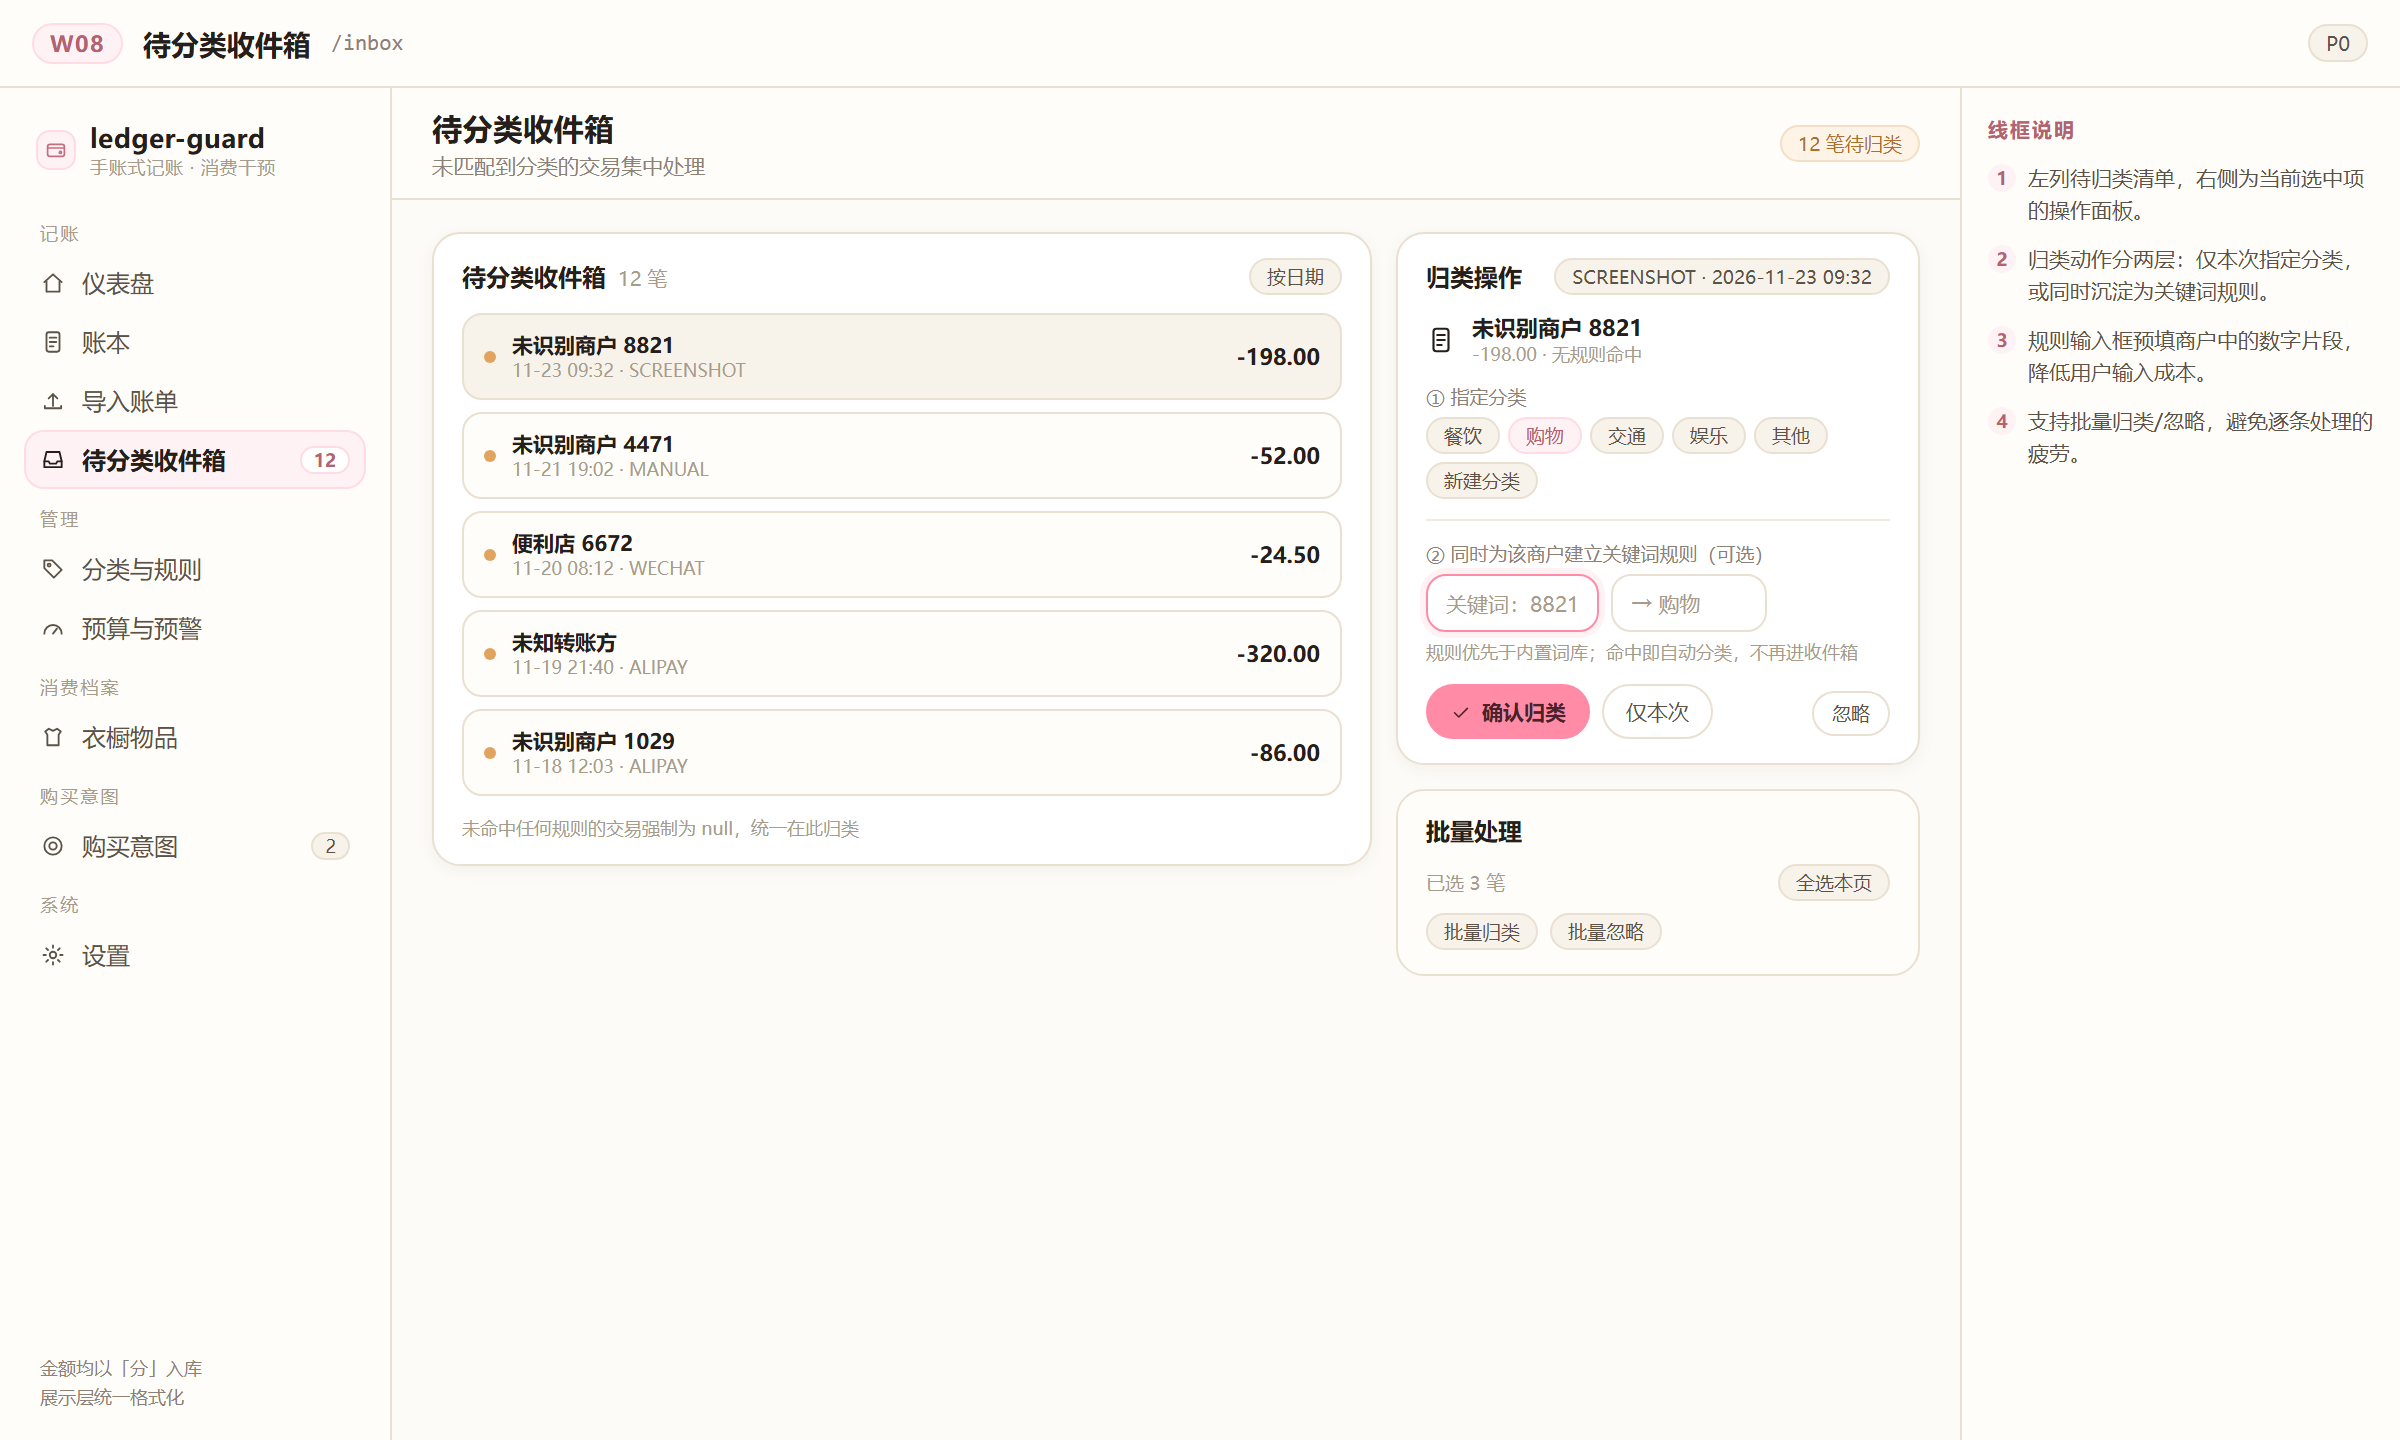 W08 待分类收件箱 /inbox
P0
ledger-guard
手账式记账 · 消费干预
记账
仪表盘
账本
导入账单
待分类收件箱 12
管理
分类与规则
预算与预警
消费档案
衣橱物品
购买意图
购买意图 2
系统
设置
金额均以「分」入库
展示层统一格式化
待分类收件箱
未匹配到分类的交易集中处理
12 笔待归类
待分类收件箱 12 笔
按日期
未识别商户 8821
11-23 09:32 · SCREENSHOT
-198.00
未识别商户 4471
11-21 19:02 · MANUAL
-52.00
便利店 6672
11-20 08:12 · WECHAT
-24.50
未知转账方
11-19 21:40 · ALIPAY
-320.00
未识别商户 1029
11-18 12:03 · ALIPAY
-86.00
未命中任何规则的交易强制为 null，统一在此归类
归类操作
SCREENSHOT · 2026-11-23 09:32
未识别商户 8821
-198.00 · 无规则命中
① 指定分类
餐饮 购物 交通 娱乐 其他
新建分类
② 同时为该商户建立关键词规则（可选）
关键词：8821
→ 购物
规则优先于内置词库；命中即自动分类，不再进收件箱
确认归类
仅本次
忽略
批量处理
已选 3 笔
全选本页
批量归类
批量忽略
线框说明
1 左列待归类清单，右侧为当前选中项
的操作面板。
2 归类动作分两层：仅本次指定分类，
或同时沉淀为关键词规则。
3 规则输入框预填商户中的数字片段，
降低用户输入成本。
4 支持批量归类/忽略，避免逐条处理的
疲劳。